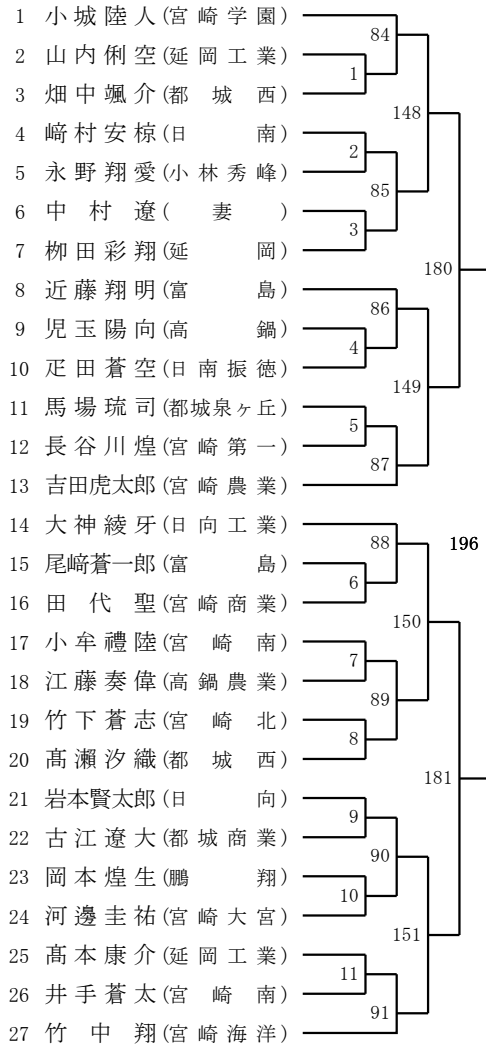 1 小城陸人(宮崎学園)
84
2 山内俐空(延岡工業)
1
3 畑中颯介(都城西)
148
4 﨑村安椋(日南)
2
5 永野翔愛(小林秀峰)
85
6 中村遼(妻)
3
7 栁田彩翔(延岡)
180
8 近藤翔明(富島)
86
9 児玉陽向(高鍋)
4
10 疋田蒼空(日南振徳)
149
11 馬場琉司(都城泉ヶ丘)
5
12 長谷川煌(宮崎第一)
87
13 吉田虎太郎(宮崎農業)
14 大神綾牙(日向工業)
88
196
15 尾﨑蒼一郎(富島)
6
16 田代聖(宮崎商業)
150
17 小牟禮陸(宮崎南)
7
18 江藤奏偉(高鍋農業)
89
19 竹下蒼志(宮崎北)
8
20 髙瀨汐織(都城西)
181
21 岩本賢太郎(日向)
9
22 古江遼大(都城商業)
90
23 岡本煌生(鵬翔)
10
24 河邊圭祐(宮崎大宮)
151
25 髙本康介(延岡工業)
11
26 井手蒼太(宮崎南)
91
27 竹中翔(宮崎海洋)